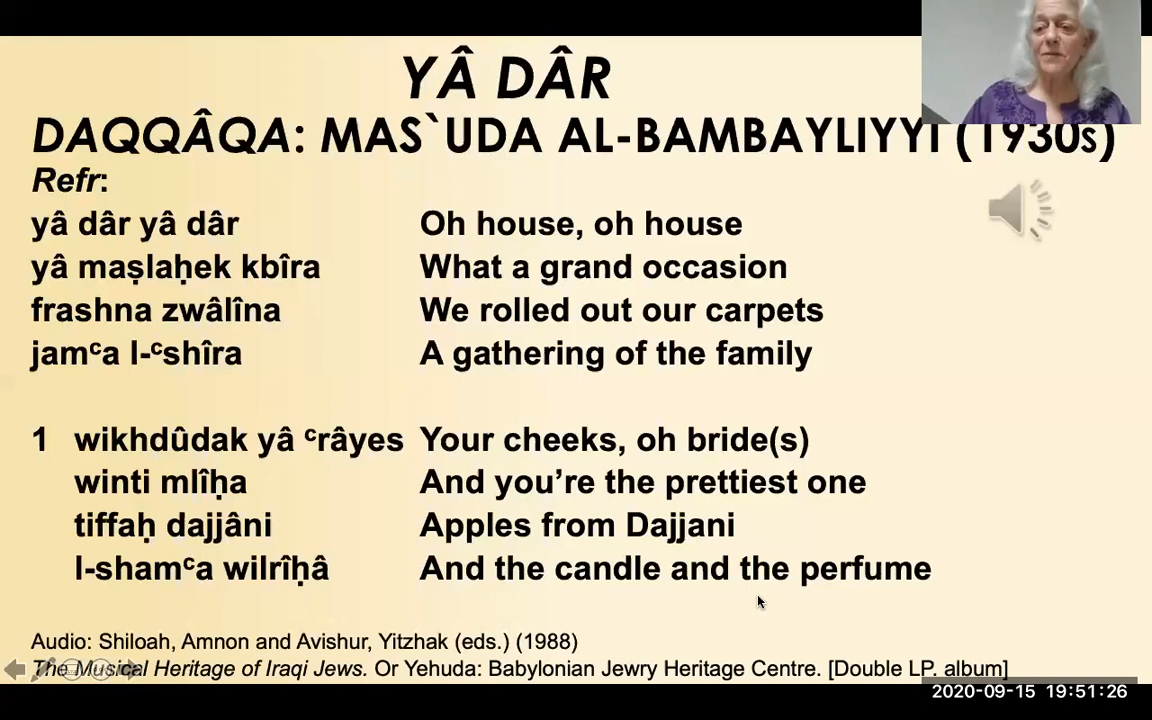 YÂ DÂR
DAQQÂQA: MAS`UDA AL-BAMBAYLIYYI (1930s)
Refr:
yâ dâr yâ dâr Oh house, oh house
yâ maṣlaḥek kbîra What a grand occasion
frashna zwâlîna We rolled out our carpets
jamᶜa l-ᶜshîra A gathering of the family
1 wikhdûdak yâ ᶜrâyes Your cheeks, oh bride(s)
winti mlîḥa And you’re the prettiest one
tiffaḥ dajjâni Apples from Dajjani
l-shamᶜa wilrîḥâ And the candle and the perfume
Audio: Shiloah, Amnon and Avishur, Yitzhak (eds.) (1988)
The Musical Heritage of Iraqi Jews. Or Yehuda: Babylonian Jewry Heritage Centre. [Double LP. album]
2020-09-15 19:51:26